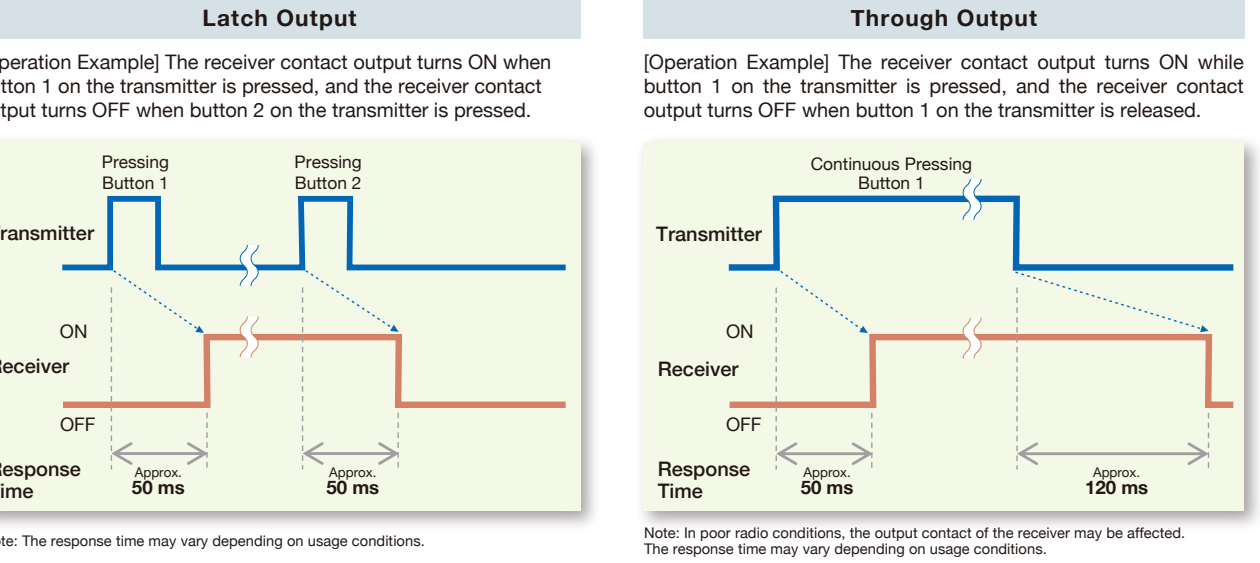 Latch Output
peration Example] The receiver contact output turns ON when
tton 1 on the transmitter is pressed, and the receiver contact
tput turns OFF when button 2 on the transmitter is pressed.
Pressing
Button 1
Pressing
Button 2
ransmitter
ON
Receiver
OFF
Response
Time
Approx.
50 ms
Approx.
50 ms
ote: The response time may vary depending on usage conditions.
Through Output
[Operation Example] The receiver contact output turns ON while
button 1 on the transmitter is pressed, and the receiver contact
output turns OFF when button 1 on the transmitter is released.
Continuous Pressing
Button 1
Transmitter
ON
Receiver
OFF
Response
Time
Approx.
50 ms
Approx.
120 ms
Note: In poor radio conditions, the output contact of the receiver may be affected.
The response time may vary depending on usage conditions.